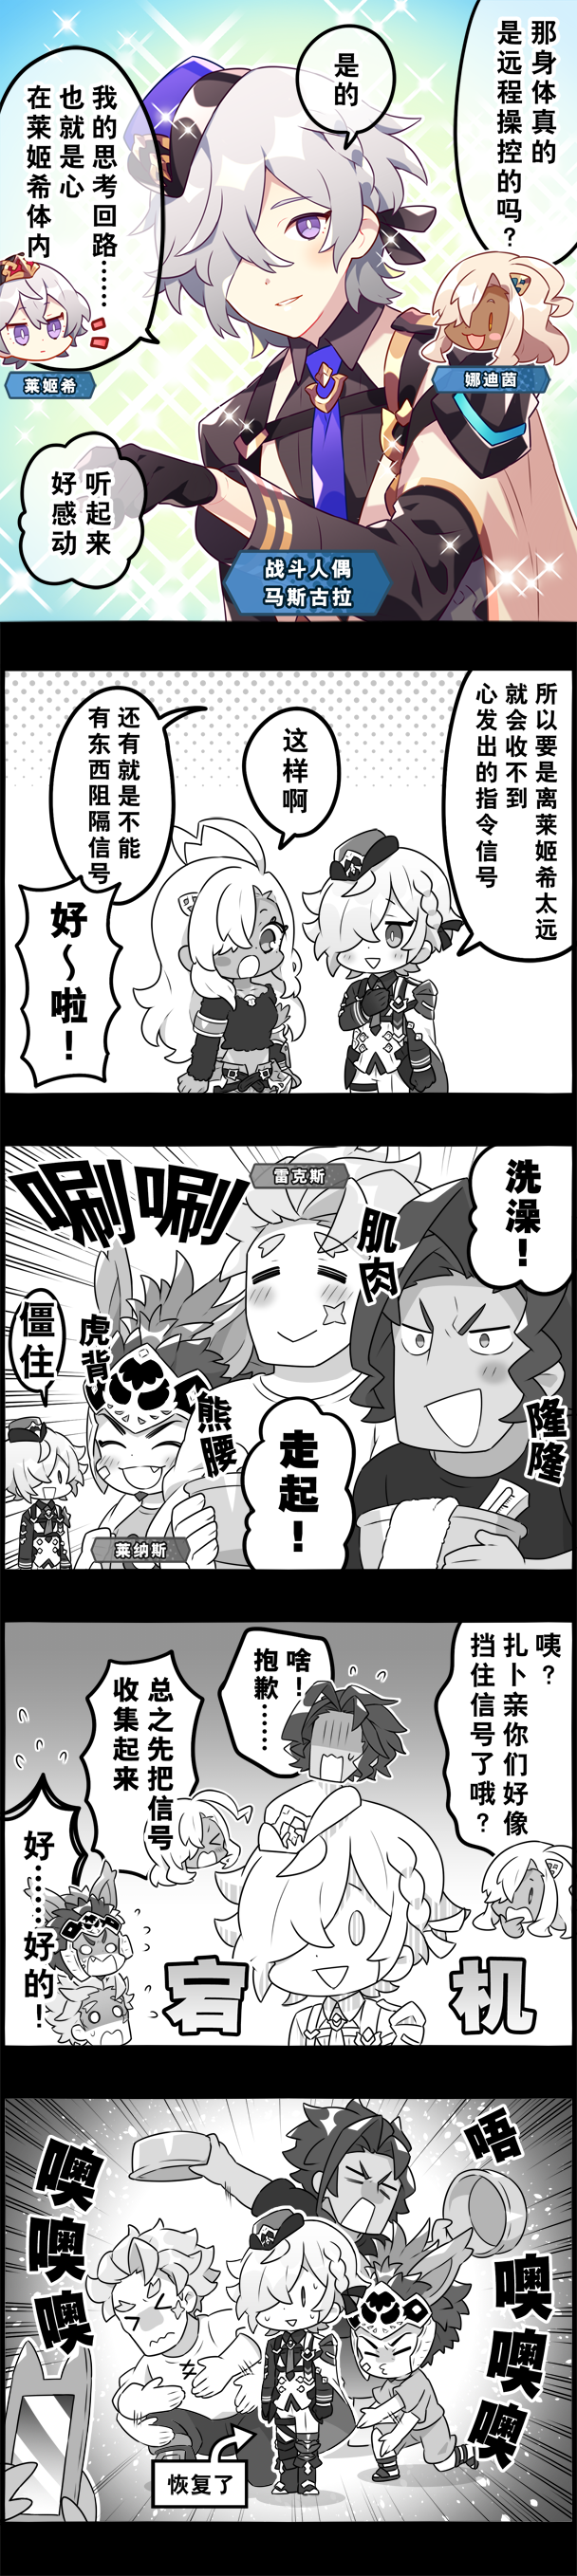 那身体真的
是远程操控的吗？
是的
我的思考回路……
也就是心
在莱姬希体内
莱姬希
娜迪茵
听起来
好感动
战斗人偶
马斯古拉
所以要是离莱姬希太远
就会收不到
心发出的指令信号
这样啊
还有就是不能
有东西阻隔信号
好～啦！
洗澡！
雷克斯
唰唰
肌肉
虎背
僵住
熊腰
隆隆
走起！
莱纳斯
咦？
扎卜亲你们好像
挡住信号了哦？
啥！
抱歉……
总之先把信号
收集起来
好……好的！
宕机
唔
噢噢噢
噢噢噢
恢复了